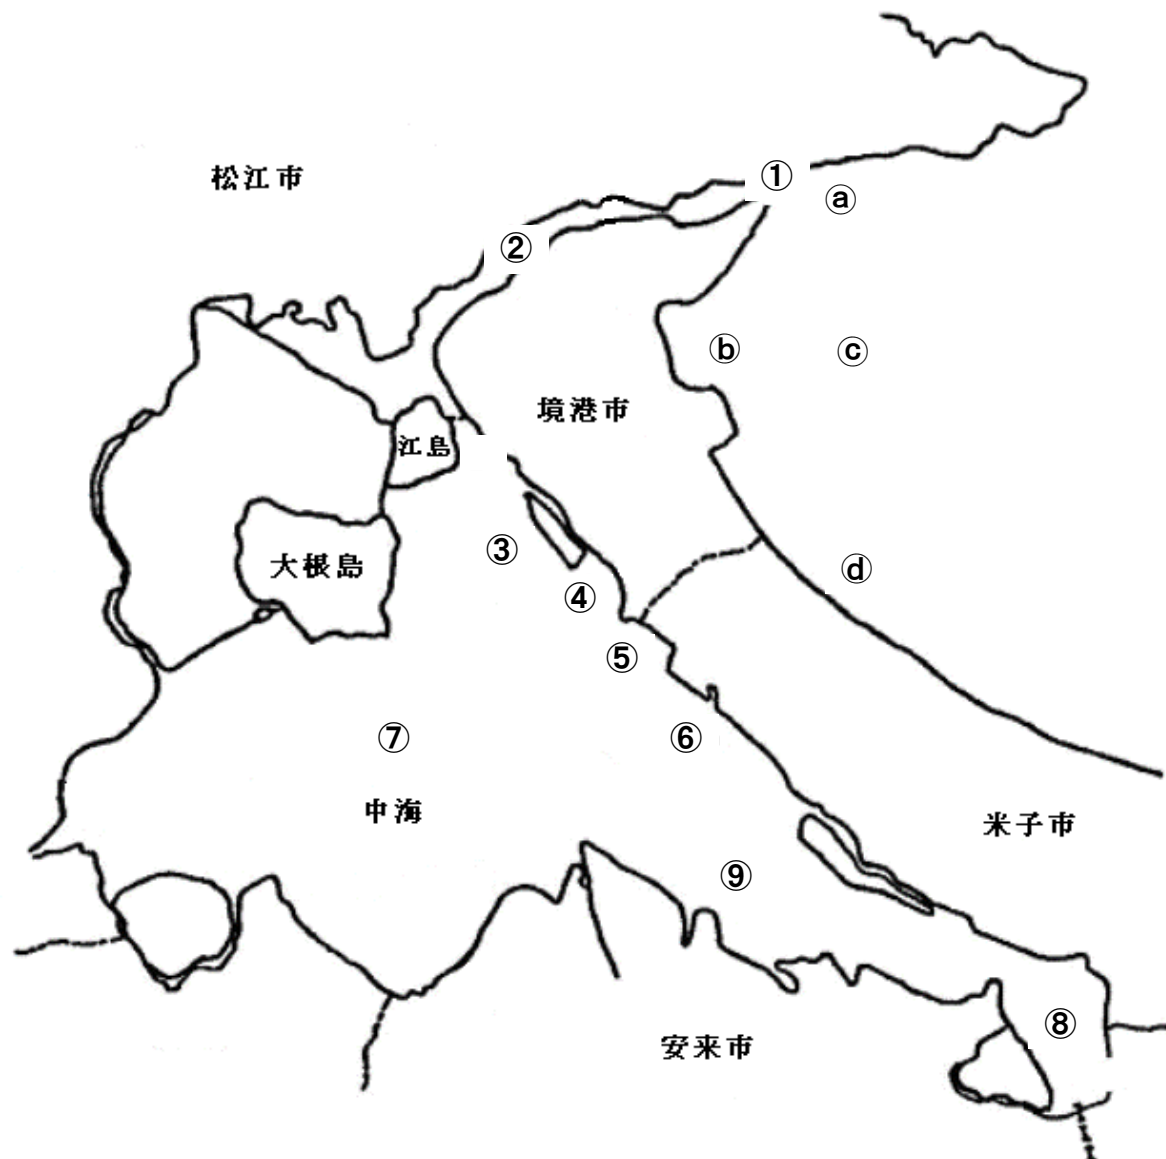 松江市
①
ⓐ
②
ⓑ
ⓒ
境港市
江島
③
大根島
ⓓ
④
⑤
⑦
⑥
中海
米子市
⑨
⑧
安来市